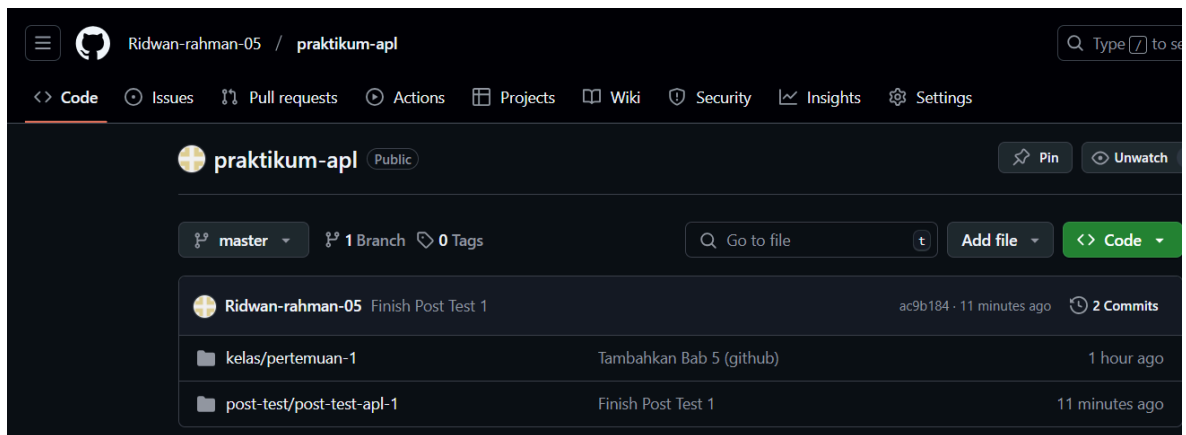 Ridwan-rahman-05 / praktikum-apl
Type / to se
Code Issues Pull requests Actions Projects Wiki Security Insights Settings
praktikum-apl Public
Pin Unwatch
master 1 Branch 0 Tags
Go to file t Add file Code
Ridwan-rahman-05 Finish Post Test 1 ac9b184 · 11 minutes ago 2 Commits
kelas/pertemuan-1 Tambahkan Bab 5 (github) 1 hour ago
post-test/post-test-apl-1 Finish Post Test 1 11 minutes ago